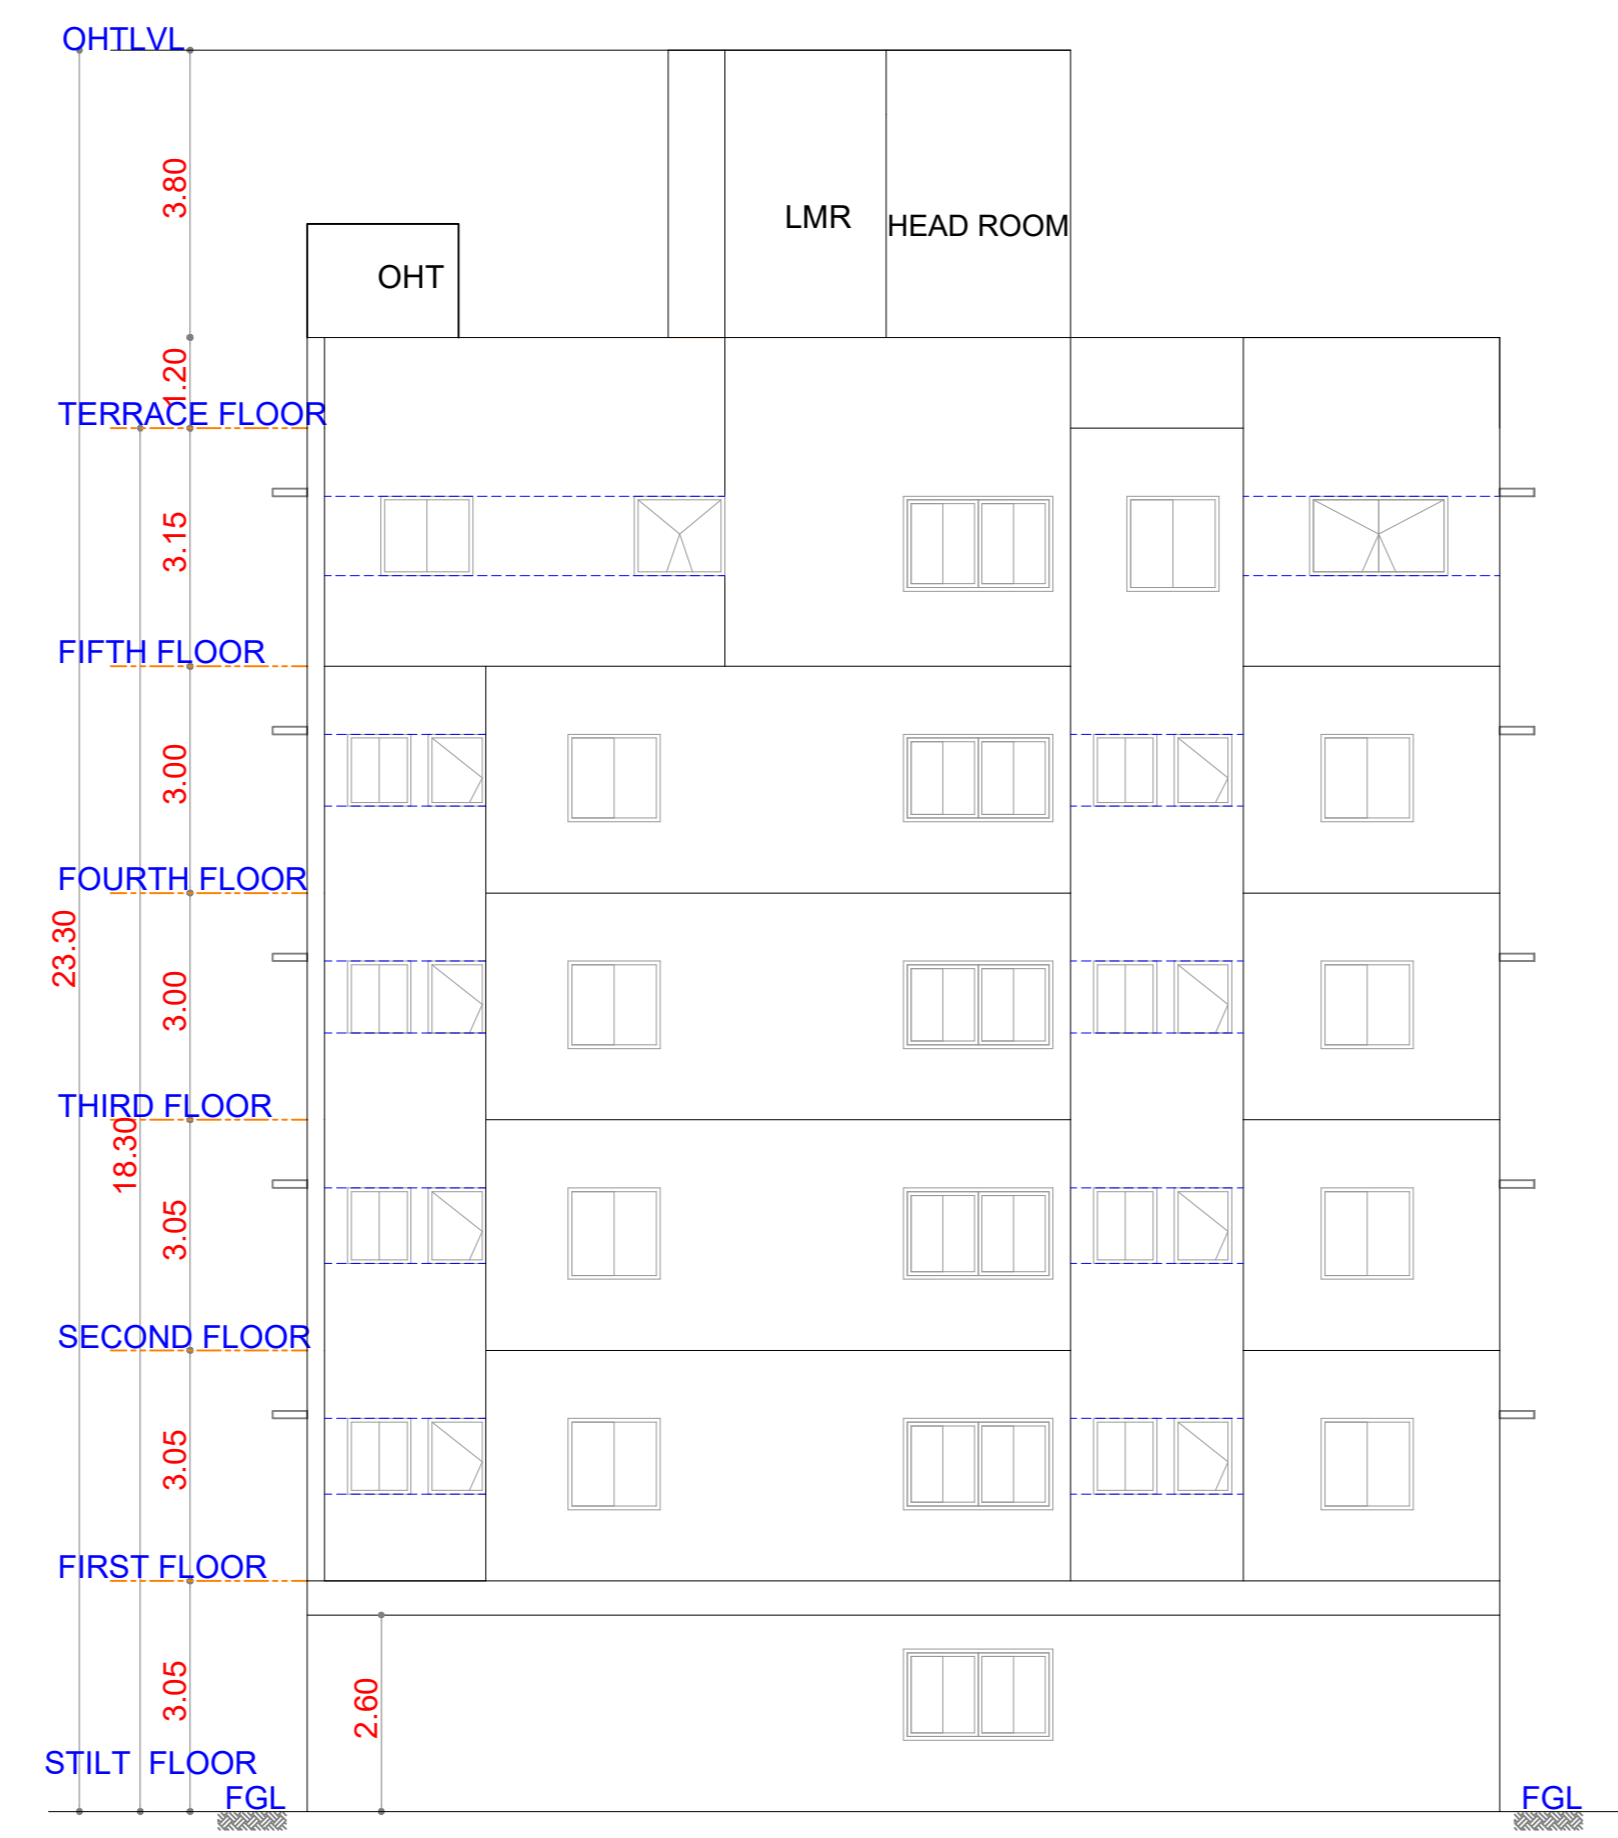 OHTLVL
3.80
LMR
HEAD ROOM
OHT
1.20
TERRACE FLOOR
3.15
FIFTH FLOOR
3.00
FOURTH FLOOR
23.30
3.00
THIRD FLOOR
18.30
3.05
SECOND FLOOR
3.05
FIRST FLOOR
3.05
2.60
STILT FLOOR
FGL
FGL